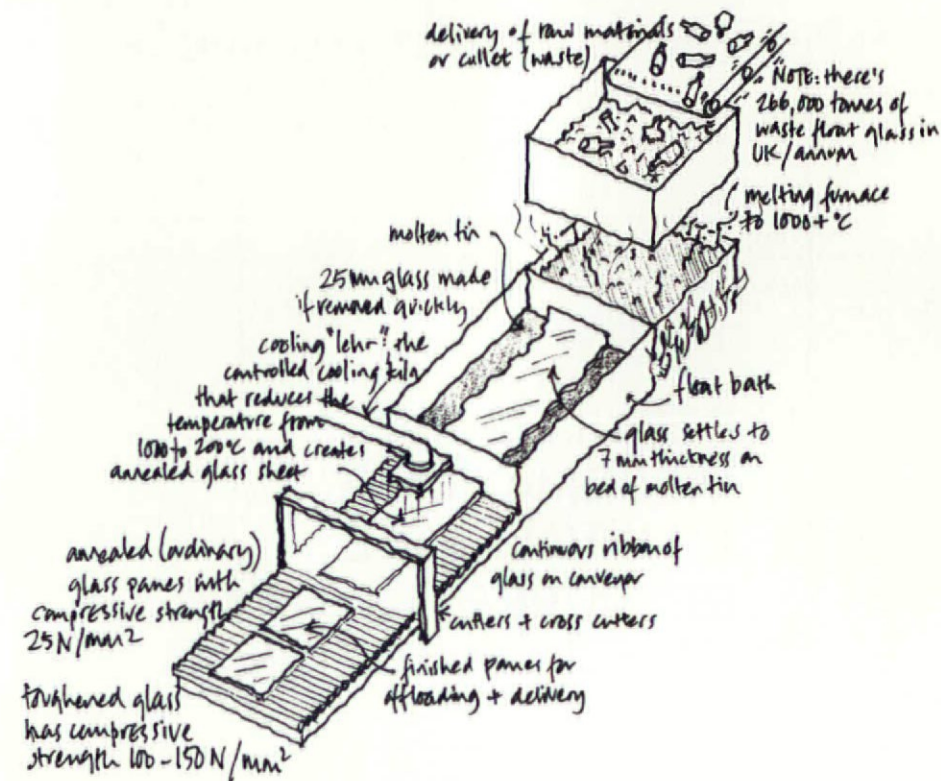 delivery of raw materials
or cullet (waste)
NOTE: there's
266,000 tonnes of
waste float glass in
UK/annum
melting furnace
to 1000+°C
molten tin
25mm glass made
if removed quickly
cooling "lehr": the
controlled cooling kiln
that reduces the
temperature from
1000 to 200°C and creates
annealed glass sheet
float bath
glass settles to
7mm thickness on
bed of molten tin
annealed (ordinary)
glass panes with
compressive strength
25N/mm²
continuous ribbon of
glass on conveyor
cutters + cross cutters
finished panes for
offloading + delivery
toughened glass
has compressive
strength 100-150N/mm²